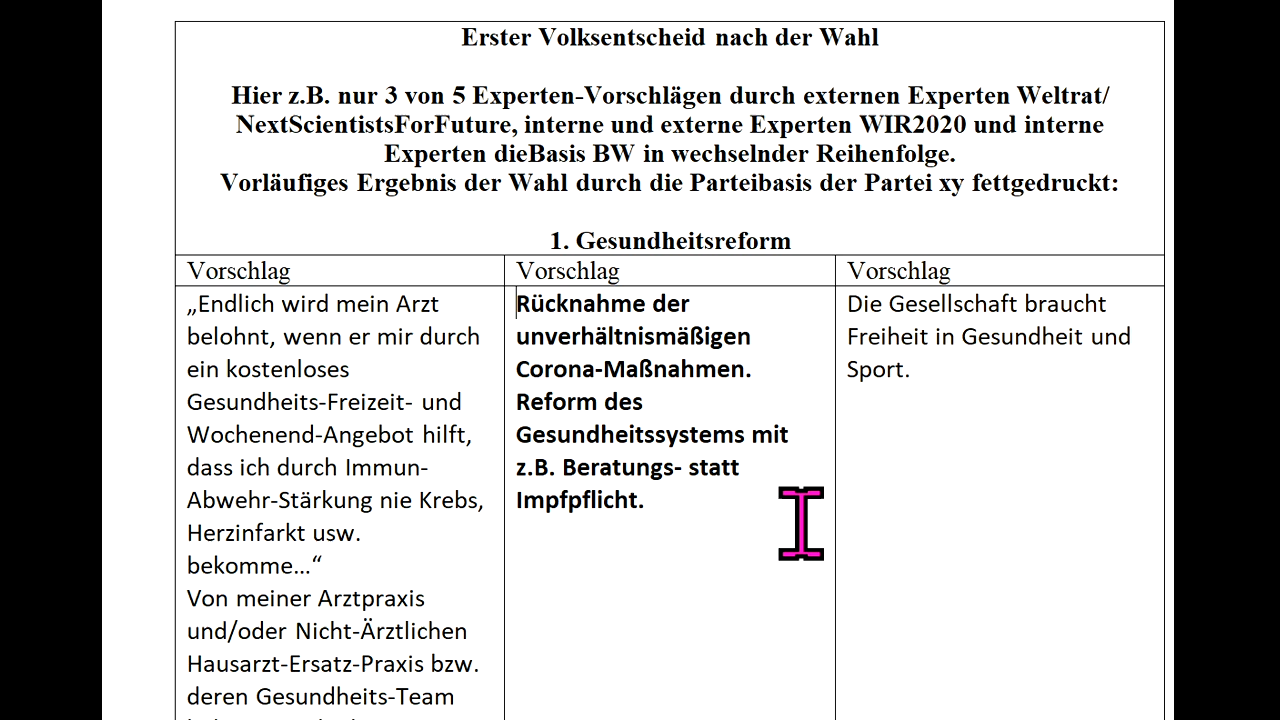 Erster Volksentscheid nach der Wahl
Hier z.B. nur 3 von 5 Experten-Vorschlägen durch externen Experten Weltrat/
NextScientistsForFuture, interne und externe Experten WIR2020 und interne
Experten dieBasis BW in wechselnder Reihenfolge.
Vorläufiges Ergebnis der Wahl durch die Parteibasis der Partei xy fettgedruckt:
1. Gesundheitsreform
Vorschlag
„Endlich wird mein Arzt
belohnt, wenn er mir durch
ein kostenloses
Gesundheits-Freizeit- und
Wochenend-Angebot hilft,
dass ich durch Immun-
Abwehr-Stärkung nie Krebs,
Herzinfarkt usw.
bekomme…“
Von meiner Arztpraxis
und/oder Nicht-Ärztlichen
Hausarzt-Ersatz-Praxis bzw.
deren Gesundheits-Team
Vorschlag
Rücknahme der
unverhältnismäßigen
Corona-Maßnahmen.
Reform des
Gesundheitssystems mit
z.B. Beratungs- statt
Impfpflicht.
Vorschlag
Die Gesellschaft braucht
Freiheit in Gesundheit und
Sport.